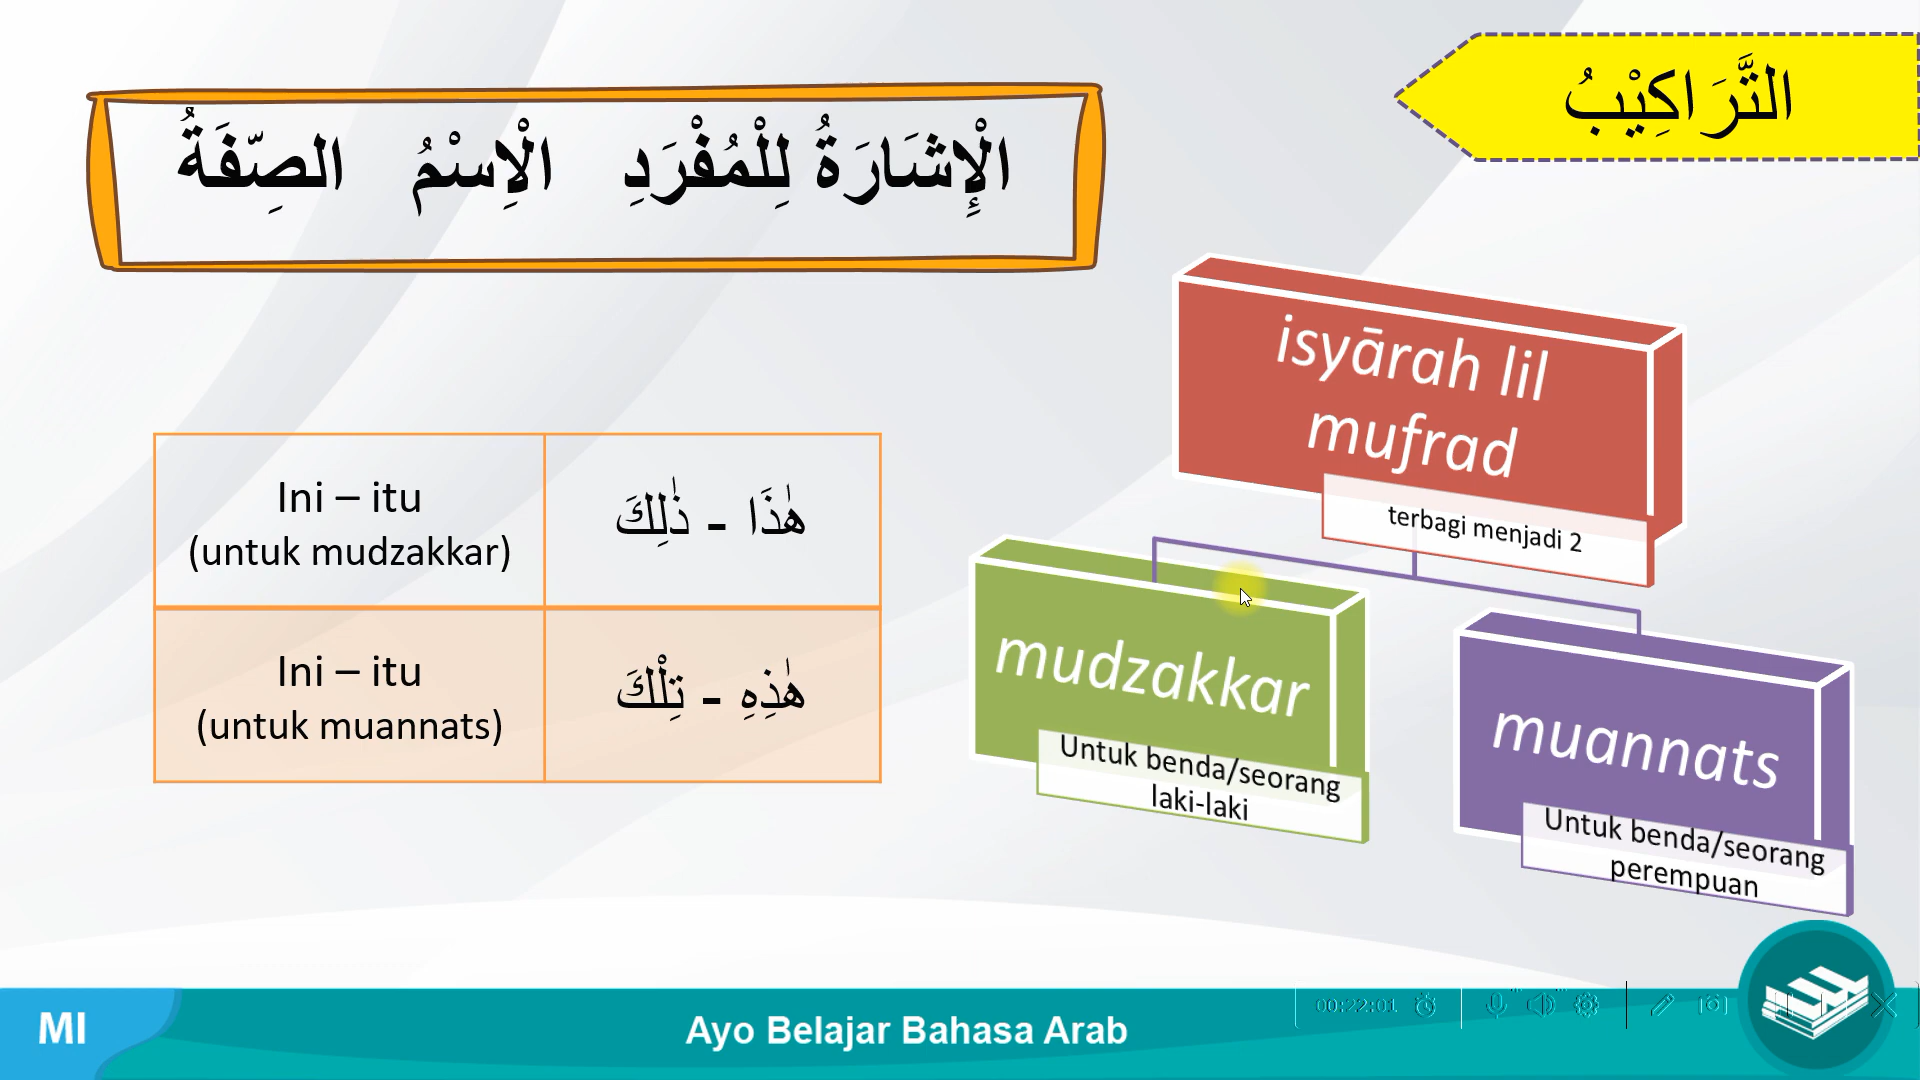 التَّرَاكِيْبُ
الْإِشَارَةُ لِلْمُفْرَدِ الْاِسْمُ الصِّفَةُ
isyārah lil
mufrad
terbagi menjadi 2
mudzakkar
Untuk benda/seorang
laki-laki
muannats
Untuk benda/seorang
perempuan
Ini – itu
(untuk mudzakkar)
هٰذَا - ذٰلِكَ
Ini – itu
(untuk muannats)
هٰذِهِ - تِلْكَ
MI
Ayo Belajar Bahasa Arab
00:22:01